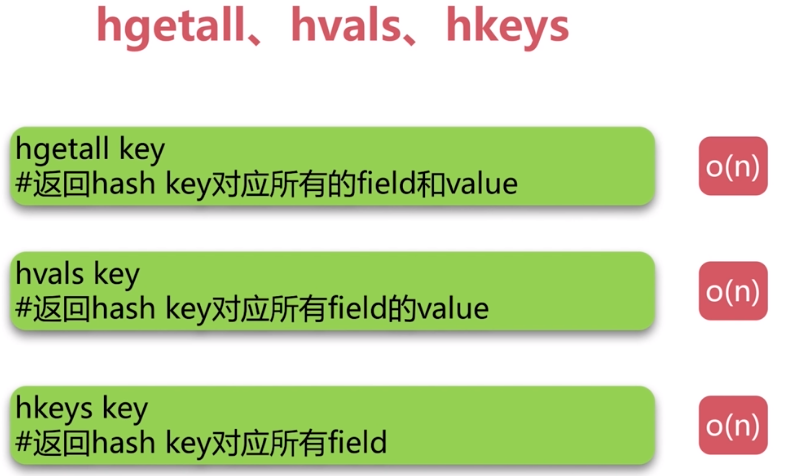 hgetall、hvals、hkeys
hgetall key
#返回hash key对应所有的field和value
o(n)
hvals key
#返回hash key对应所有field的value
o(n)
hkeys key
#返回hash key对应所有field
o(n)